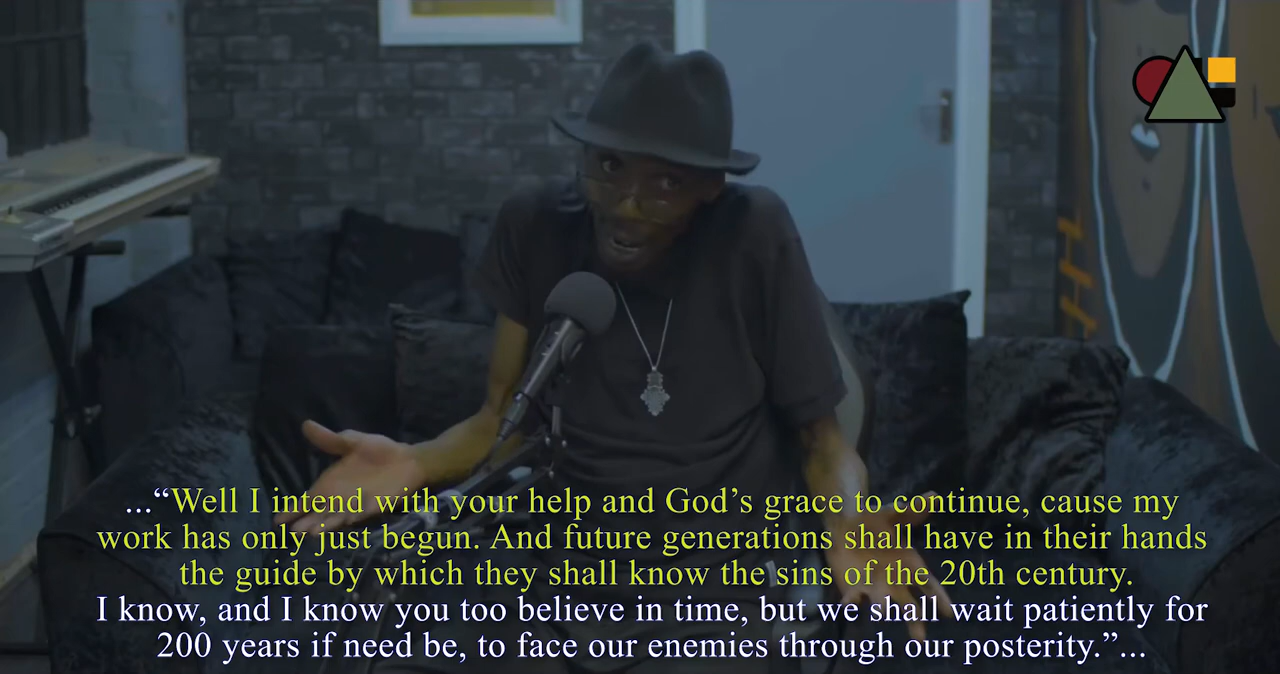 ...“Well I intend with your help and God’s grace to continue, cause my
work has only just begun. And future generations shall have in their hands
the guide by which they shall know the sins of the 20th century.
I know, and I know you too believe in time, but we shall wait patiently for
200 years if need be, to face our enemies through our posterity.”...